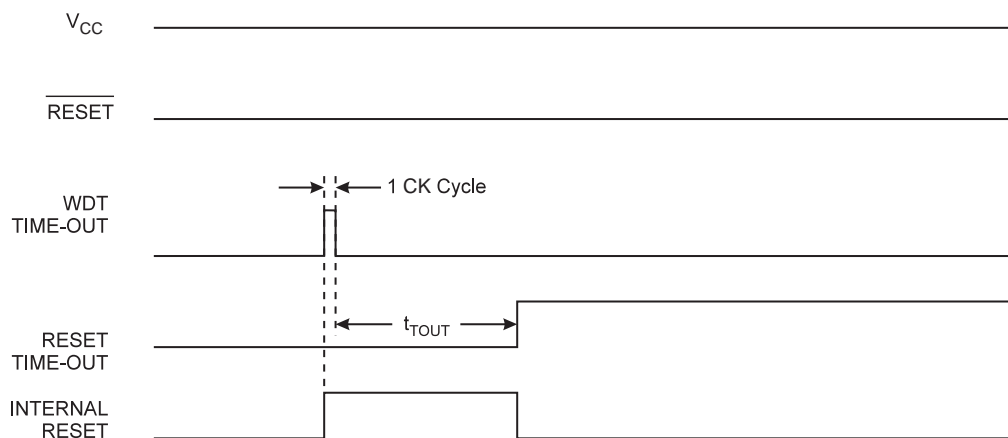 VCC
RESET
1 CK Cycle
WDT
TIME-OUT
tTOUT
RESET
TIME-OUT
INTERNAL
RESET